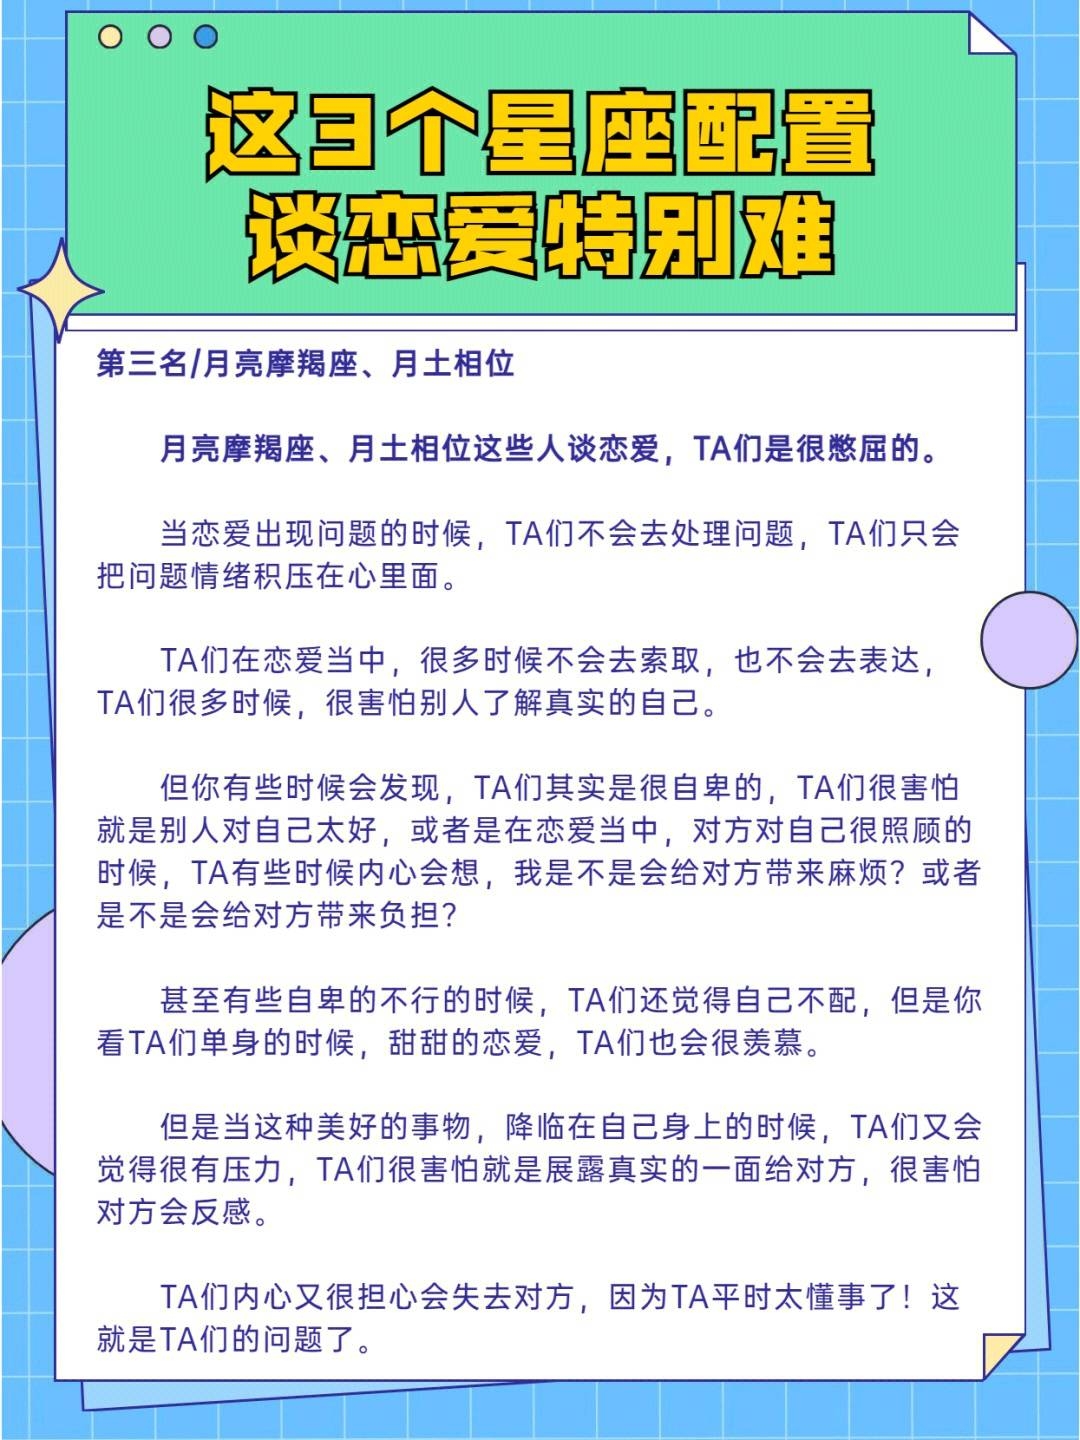 这3个星座配置
谈恋爱特别难
第三名/月亮摩羯座、月土相位
月亮摩羯座、月土相位这些人谈恋爱，TA们是很憋屈的。
当恋爱出现问题的时候，TA们不会去处理问题，TA们只会
把问题情绪积压在心里面。
TA们在恋爱当中，很多时候不会去索取，也不会去表达，
TA们很多时候，很害怕别人了解真实的自己。
但你有些时候会发现，TA们其实是很自卑的，TA们很害怕
就是别人对自己太好，或者是在恋爱当中，对方对自己很照顾的
时候，TA有些时候内心会想，我是不是会给对方带来麻烦？或者
是不是会给对方带来负担？
甚至有些自卑的不行的时候，TA们还觉得自己不配，但是你
看TA们单身的时候，甜甜的恋爱，TA们也会很羡慕。
但是当这种美好的事物，降临在自己身上的时候，TA们又会
觉得很有压力，TA们很害怕就是展露真实的一面给对方，很害怕
对方会反感。
TA们内心又很担心会失去对方，因为TA平时太懂事了！这
就是TA们的问题了。